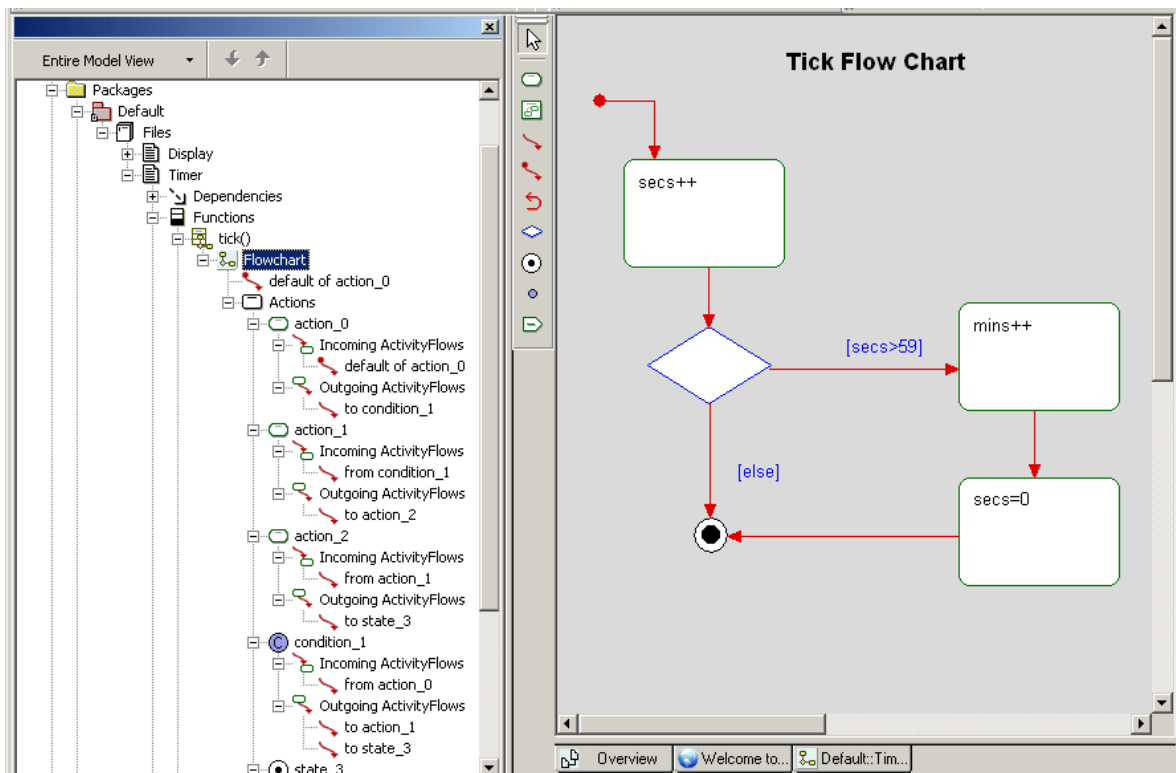 Entire Model View
Packages
Default
Files
Display
Timer
Dependencies
Functions
tick()
Flowchart
default of action_0
Actions
action_0
Incoming ActivityFlows
default of action_0
Outgoing ActivityFlows
to condition_1
action_1
Incoming ActivityFlows
from condition_1
Outgoing ActivityFlows
to action_2
action_2
Incoming ActivityFlows
from action_1
Outgoing ActivityFlows
to state_3
C condition_1
Incoming ActivityFlows
from action_0
Outgoing ActivityFlows
to action_1
to state_3
state_3
Tick Flow Chart
secs++
[secs>59]
mins++
[else]
secs=0
Overview
Welcome to...
Default::Tim...